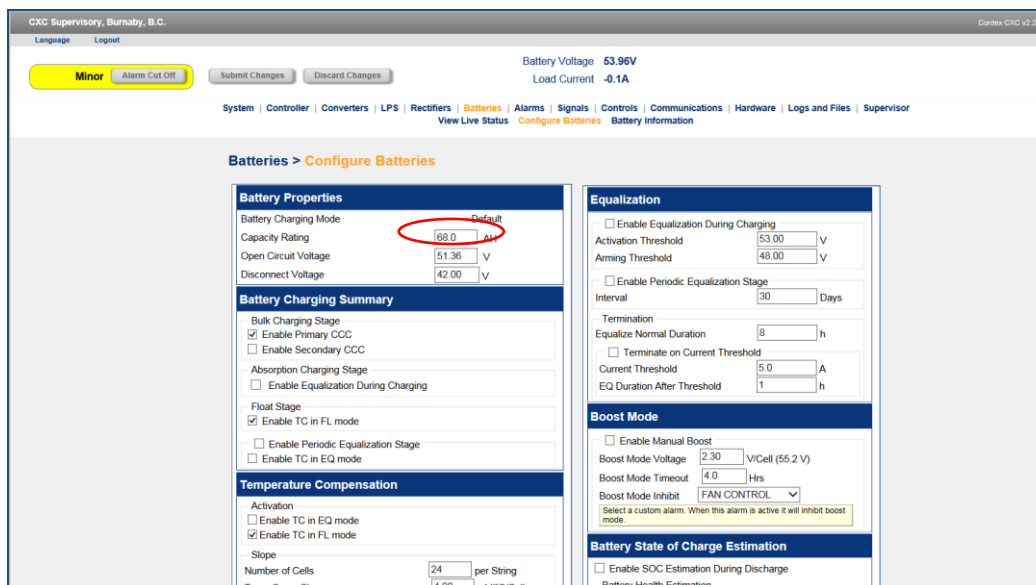 CXC Supervisory, Burnaby, B.C.
Cordex CXC v2.2
Language Logout
Minor Alarm Cut Off Submit Changes Discard Changes
Battery Voltage 53.96V
Load Current -0.1A
System | Controller | Converters | LPS | Rectifiers | Batteries | Alarms | Signals | Controls | Communications | Hardware | Logs and Files | Supervisor
View Live Status Configure Batteries Battery Information
Batteries > Configure Batteries
Battery Properties
Battery Charging Mode Default
Capacity Rating 68.0 AH
Open Circuit Voltage 51.36 V
Disconnect Voltage 42.00 V
Battery Charging Summary
Bulk Charging Stage
Enable Primary CCC
Enable Secondary CCC
Absorption Charging Stage
Enable Equalization During Charging
Float Stage
Enable TC in FL mode
Enable Periodic Equalization Stage
Enable TC in EQ mode
Temperature Compensation
Activation
Enable TC in EQ mode
Enable TC in FL mode
Slope
Number of Cells 24 per String
Equalization
Enable Equalization During Charging
Activation Threshold 53.00 V
Arming Threshold 48.00 V
Enable Periodic Equalization Stage
Interval 30 Days
Termination
Equalize Normal Duration 8 h
Terminate on Current Threshold
Current Threshold 5.0 A
EQ Duration After Threshold 1 h
Boost Mode
Enable Manual Boost
Boost Mode Voltage 2.30 V/Cell (55.2 V)
Boost Mode Timeout 4.0 Hrs
Boost Mode Inhibit FAN CONTROL
Select a custom alarm. When this alarm is active it will inhibit boost
mode.
Battery State of Charge Estimation
Enable SOC Estimation During Discharge
Battery Health Estimation